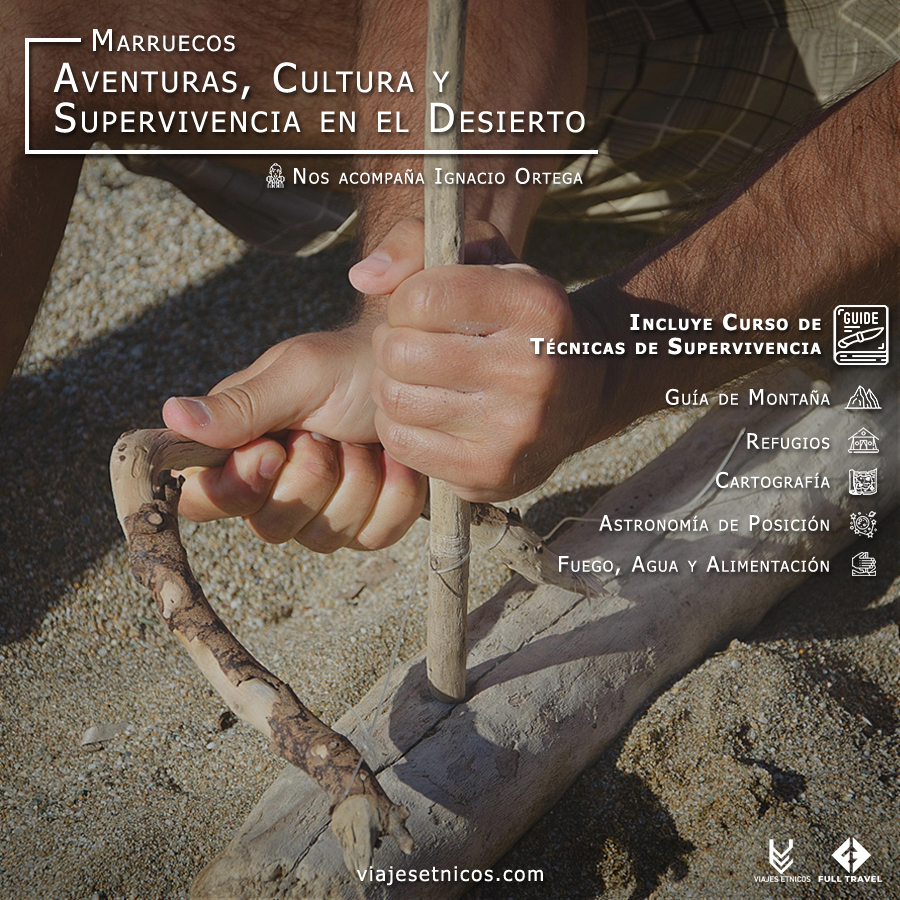 Marruecos
Aventuras, Cultura y
Supervivencia en el Desierto
Nos acompaña Ignacio Ortega
GUIDE
Incluye Curso de
Técnicas de Supervivencia
Guía de Montaña
Refugios
Cartografía
Astronomía de Posición
Fuego, Agua y Alimentación
viajesetnicos.com
VIAJES ETNICOS
FULL TRAVEL